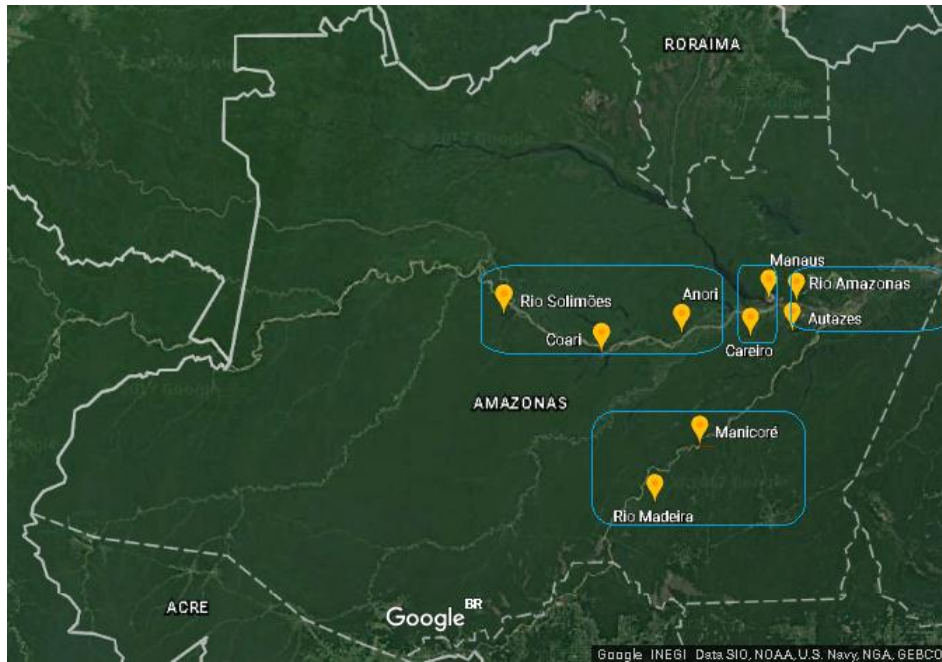 RORAIMA
Manaus
Rio Amazonas
Anori
Rio Solimões
Autazes
Coari
Careiro
AMAZONAS
Manicoré
Rio Madeira
ACRE
Google BR
Google INEGI Data SIO, NOAA, U.S. Navy, NGA, GEBCO